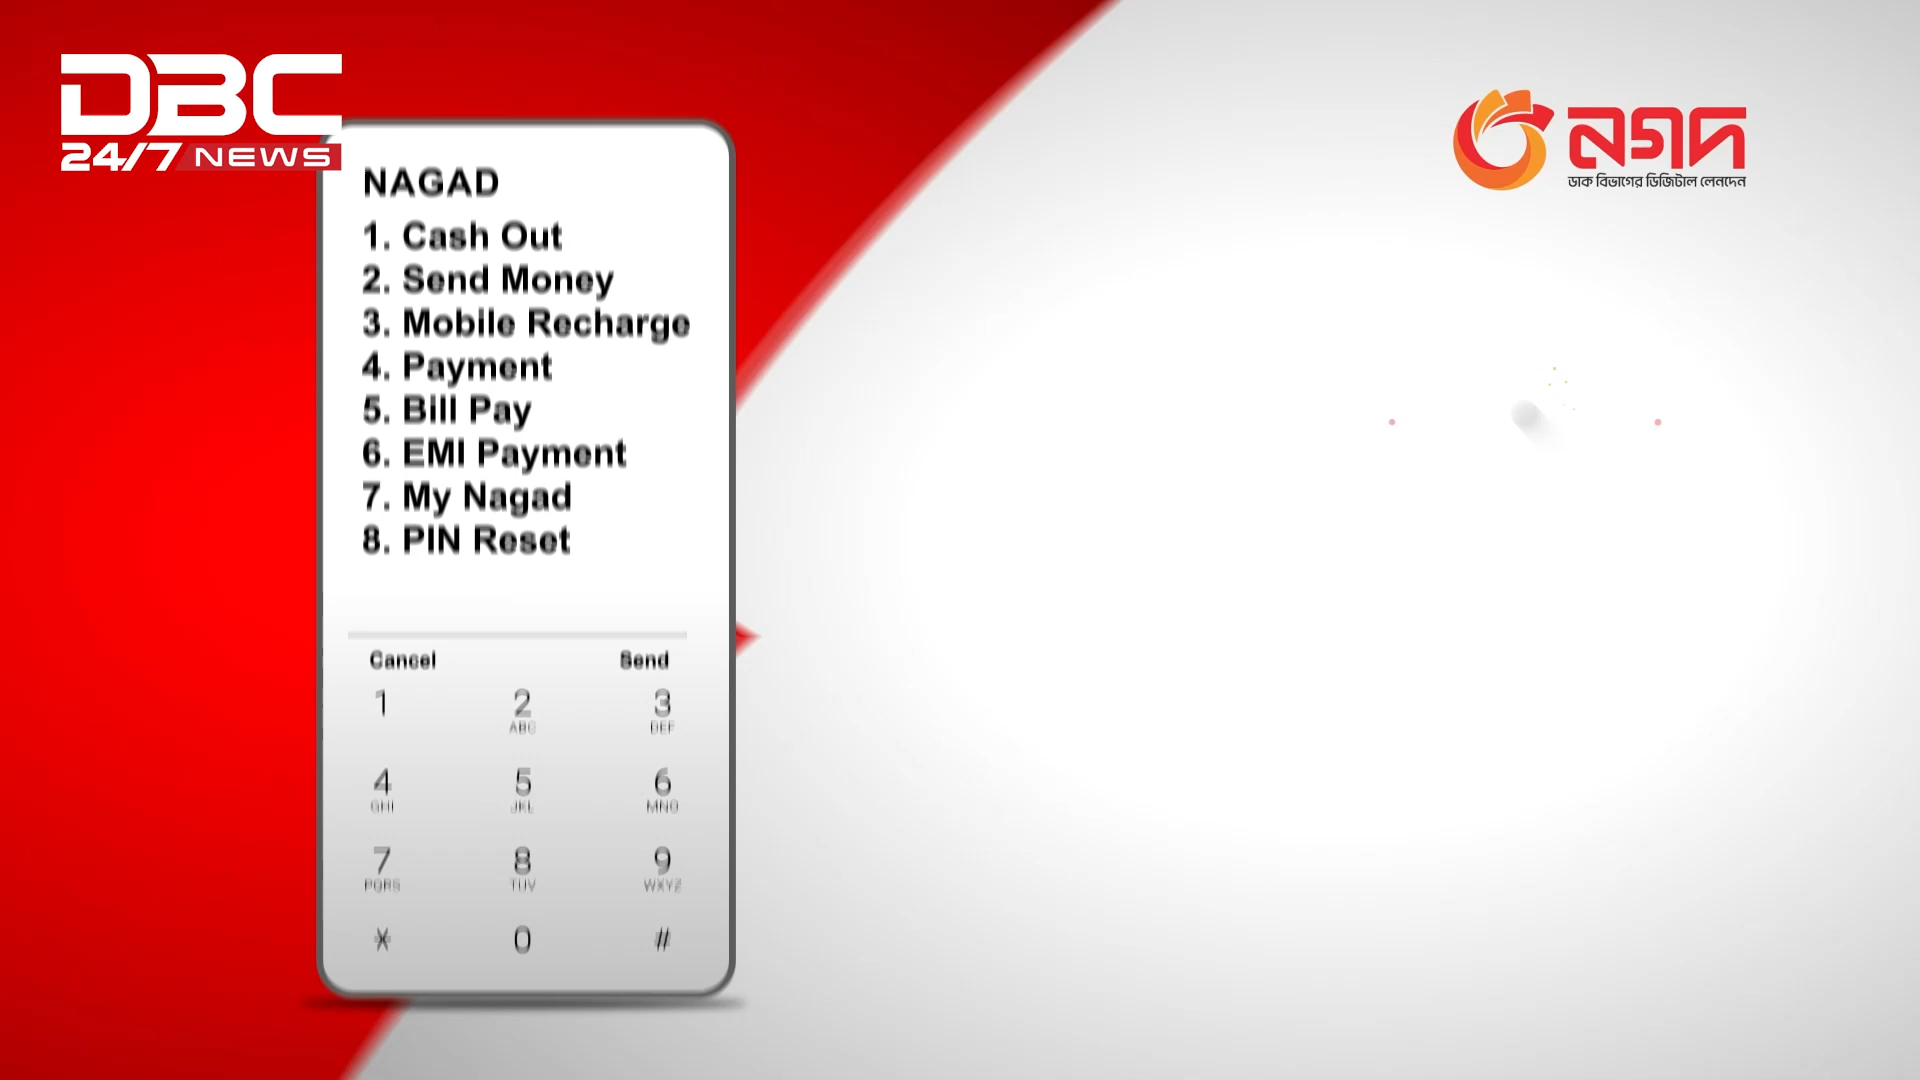 DBC
24/7 NEWS
NAGAD
1. Cash Out
2. Send Money
3. Mobile Recharge
4. Payment
5. Bill Pay
6. EMI Payment
7. My Nagad
8. PIN Reset
Cancel Send
1 2 3
ABC DEF
4 5 6
GHI JKL MNO
7 8 9
PQRS TUV WXYZ
* 0 #
নগদ
ডাক বিভাগের ডিজিটাল লেনদেন